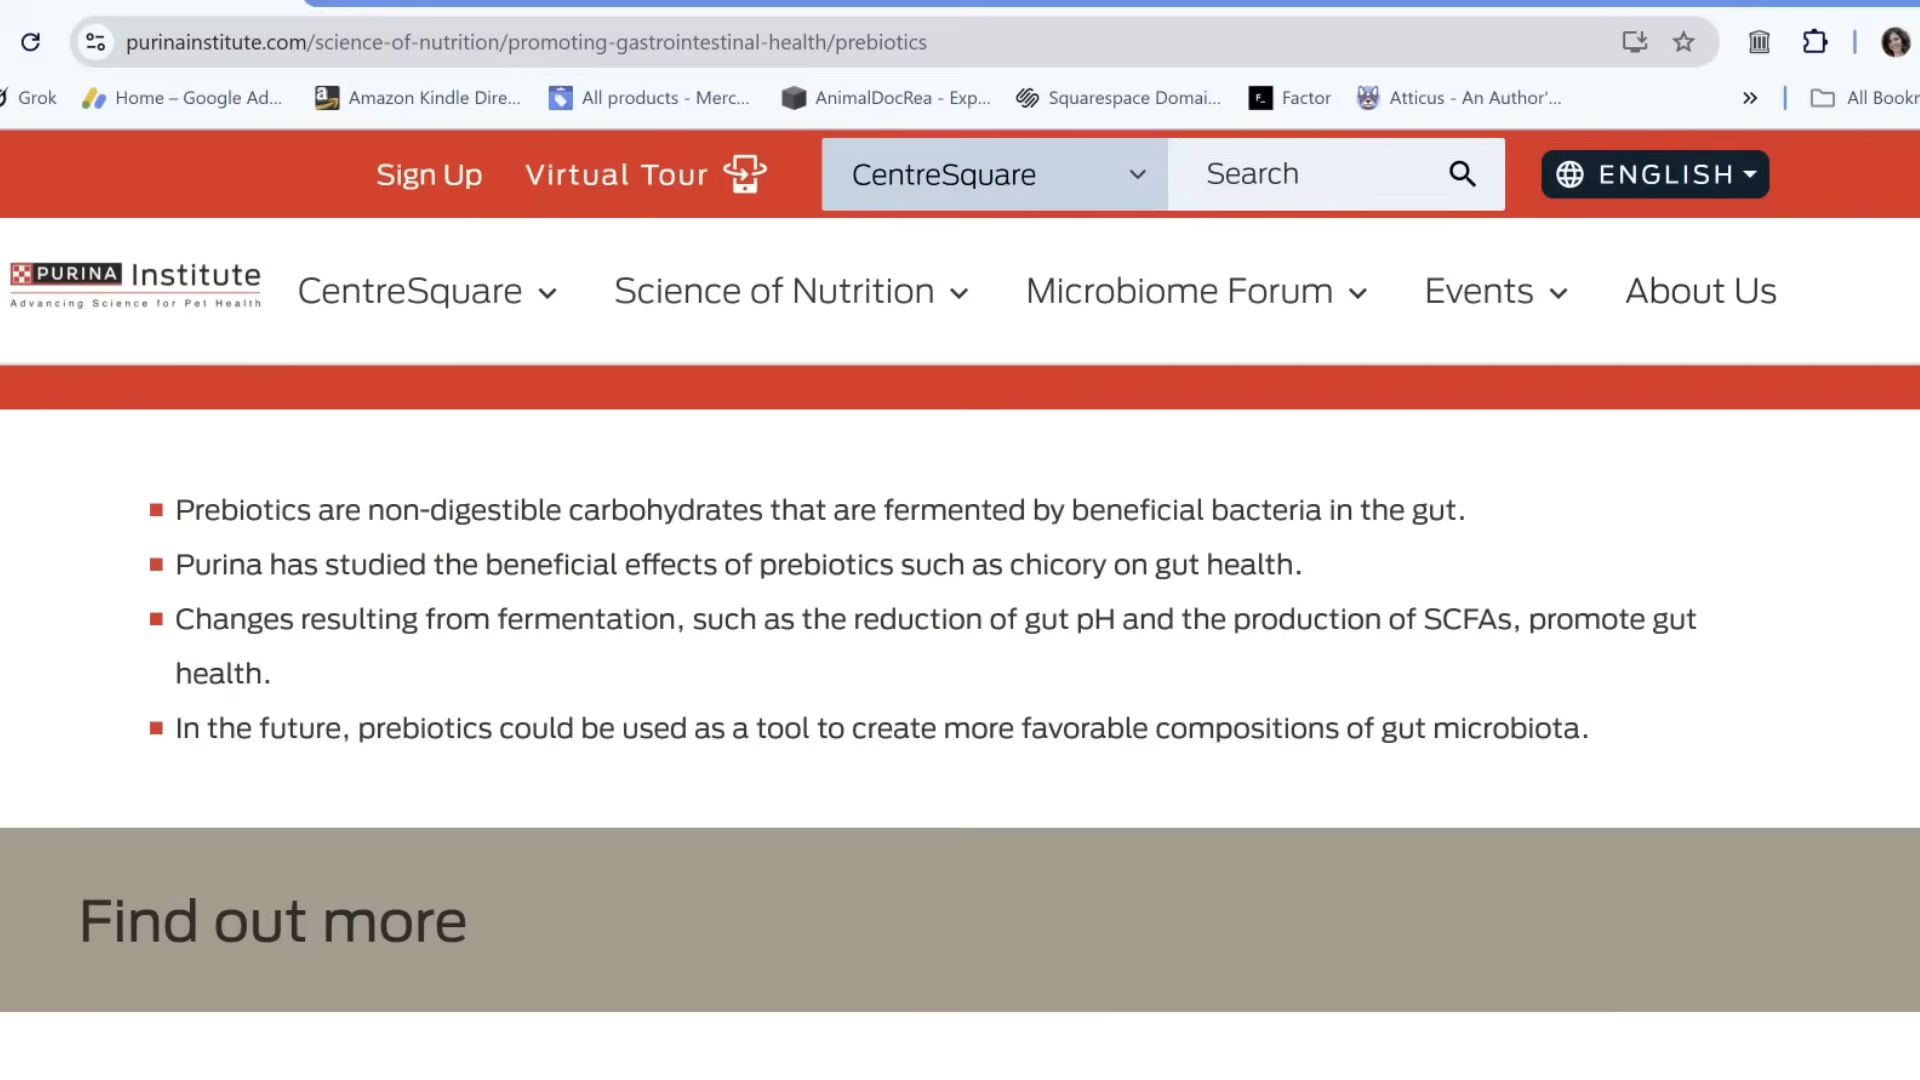 purinainstitute.com/science-of-nutrition/promoting-gastrointestinal-health/prebiotics
Grok Home – Google Ad... Amazon Kindle Dire... All products - Merc... AnimalDocRea - Exp... Squarespace Domai... Factor Atticus - An Author'... » All Bookr
Sign Up Virtual Tour CentreSquare Search ENGLISH
PURINA Institute
Advancing Science for Pet Health
CentreSquare Science of Nutrition Microbiome Forum Events About Us
Prebiotics are non-digestible carbohydrates that are fermented by beneficial bacteria in the gut.
Purina has studied the beneficial effects of prebiotics such as chicory on gut health.
Changes resulting from fermentation, such as the reduction of gut pH and the production of SCFAs, promote gut
health.
In the future, prebiotics could be used as a tool to create more favorable compositions of gut microbiota.
Find out more